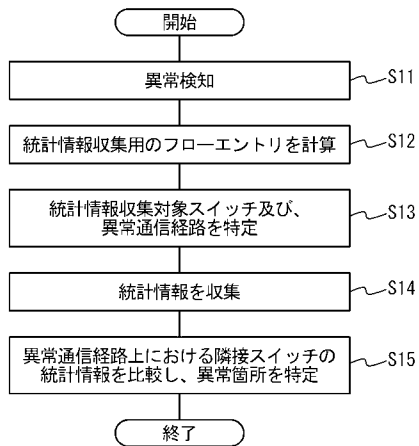 開始
異常検知
S11
統計情報収集用のフローエントリを計算
S12
統計情報収集対象スイッチ及び、
異常通信経路を特定
S13
統計情報を収集
S14
異常通信経路上における隣接スイッチの
統計情報を比較し、異常箇所を特定
S15
終了